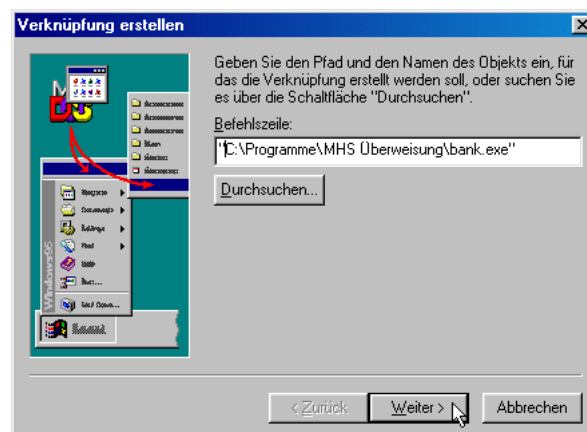 Verknüpfung erstellen
Geben Sie den Pfad und den Namen des Objekts ein, für
das die Verknüpfung erstellt werden soll, oder suchen Sie
es über die Schaltfläche "Durchsuchen".
Befehlszeile:
"C:\Programme\MHS Überweisung\bank.exe"
Durchsuchen...
Windows95
< Zurück
Weiter >
Abbrechen